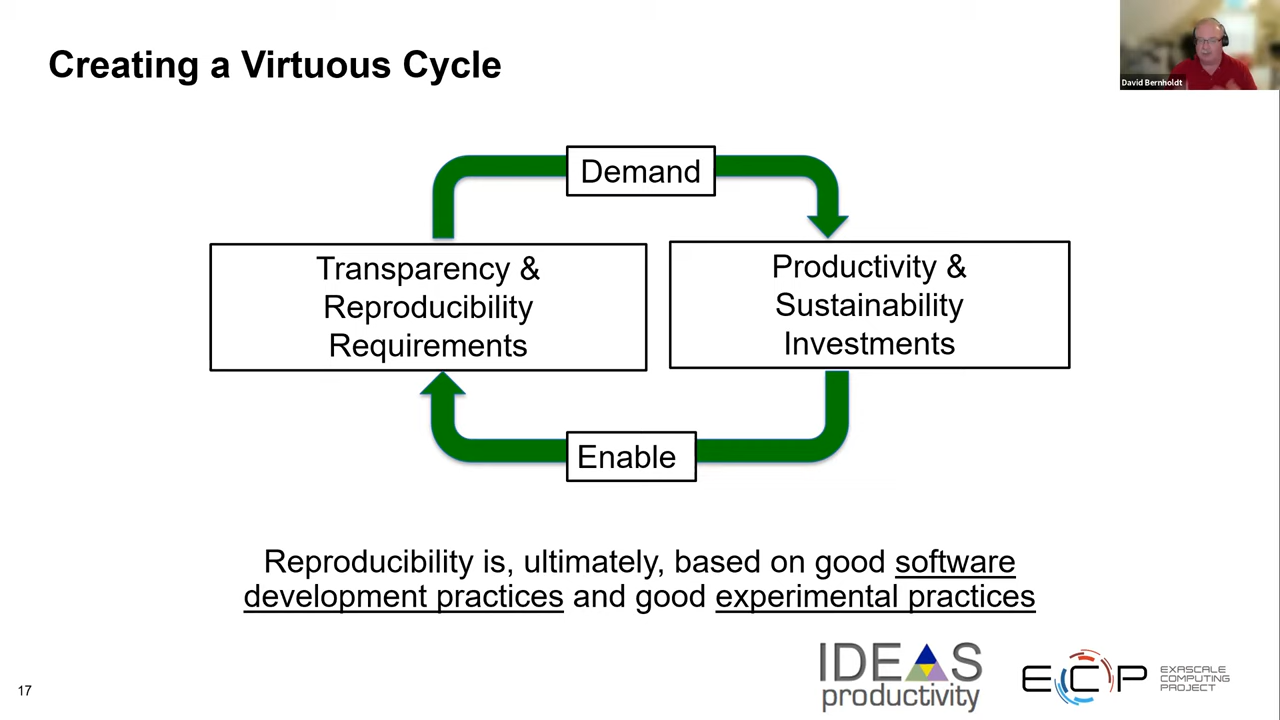 Creating a Virtuous Cycle
David Bernholdt
Demand
Transparency &
Reproducibility
Requirements
Productivity &
Sustainability
Investments
Enable
Reproducibility is, ultimately, based on good software
development practices and good experimental practices
17
IDEAS
productivity
ECP
EXASCALE
COMPUTING
PROJECT